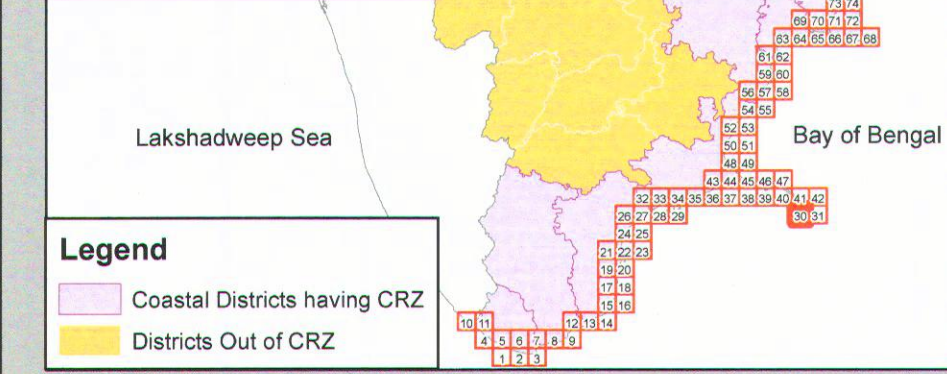 73 74
69 70 71 72
63 64 65 66 67 68
61 62
59 60
56 57 58
54 55
Lakshadweep Sea
52 53
Bay of Bengal
50 51
48 49
43 44 45 46 47
32 33 34 35 36 37 38 39 40 41 42
26 27 28 29
30 31
24 25
Legend
21 22 23
19 20
Coastal Districts having CRZ
17 18
15 16
10 11
12 13 14
Districts Out of CRZ
4 5 6 7 8 9
1 2 3